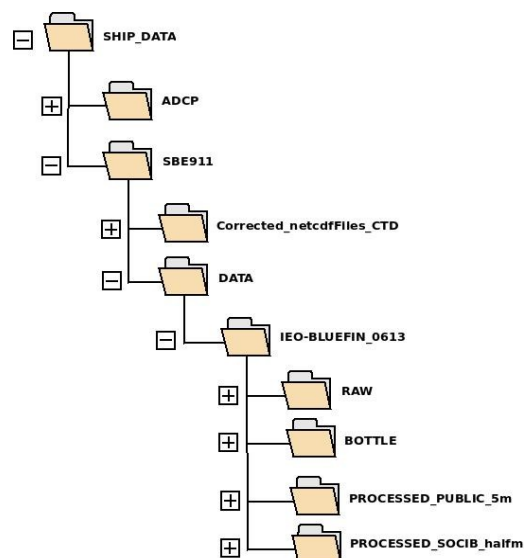 SHIP_DATA
ADCP
SBE911
Corrected_netcdfFiles_CTD
DATA
IEO-BLUEFIN_0613
RAW
BOTTLE
PROCESSED_PUBLIC_5m
PROCESSED_SOCIB_halfm